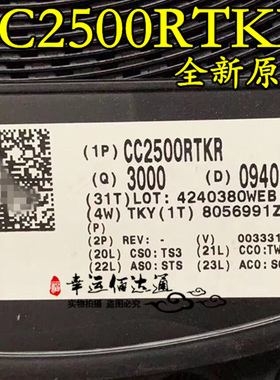 CC2500RTK
全新原
(1P) CC2500RTKR
(Q) 3000 (D) 0940
(31T)LOT: 4240380WEB
(4W) TKY(1T) 8056991Z
(P)
(2P) REV: - (V) 003331
(20L) CSO:TS3 (21L) CCO:TW
(22L) ASO:STS (23L) ACO:S
幸运佰达通
实物拍摄 盗图必究